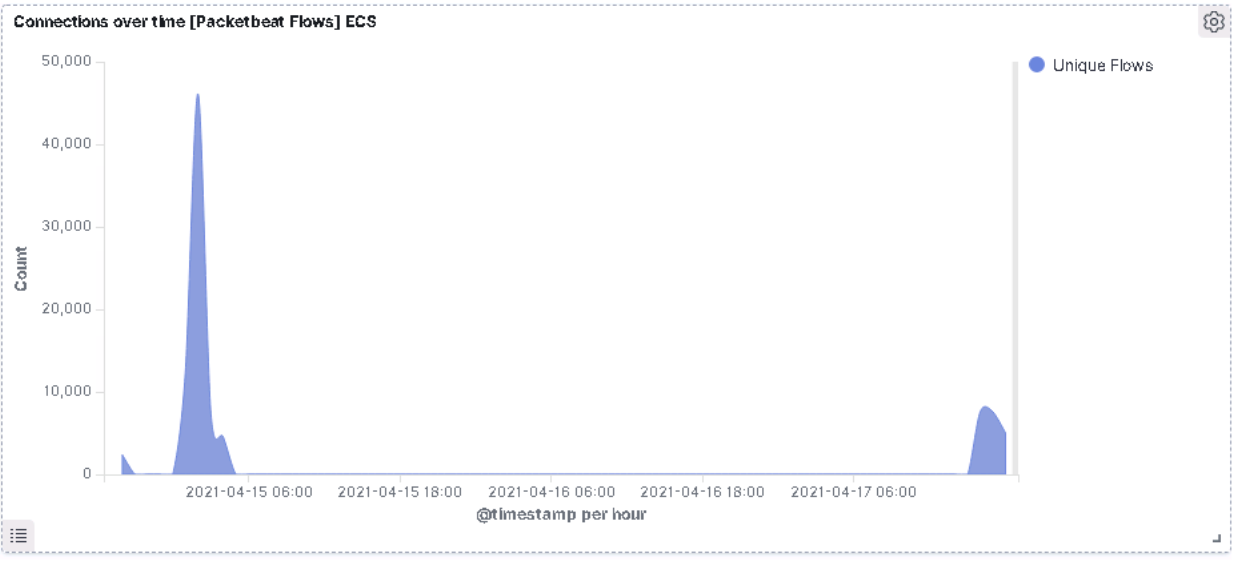 Connections over time [Packetbeat Flows] ECS
50,000
40,000
30,000
20,000
10,000
0
Count
Unique Flows
2021-04-15 06:00 2021-04-15 18:00 2021-04-16 06:00 2021-04-16 18:00 2021-04-17 06:00
@timestamp per hour